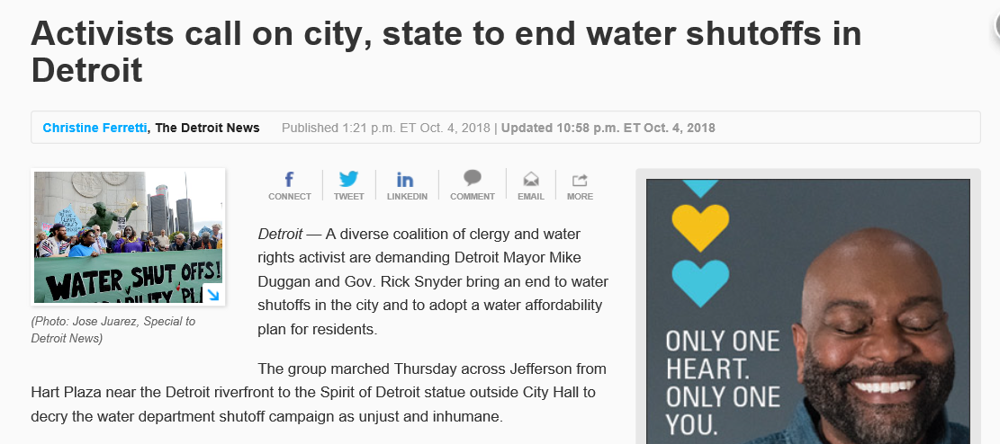 Activists call on city, state to end water shutoffs in
Detroit
Christine Ferretti, The Detroit News Published 1:21 p.m. ET Oct. 4, 2018 | Updated 10:58 p.m. ET Oct. 4, 2018
WATER SHUT OFFS!
(Photo: Jose Juarez, Special to
Detroit News)
CONNECT TWEET LINKEDIN COMMENT EMAIL MORE
Detroit — A diverse coalition of clergy and water
rights activist are demanding Detroit Mayor Mike
Duggan and Gov. Rick Snyder bring an end to water
shutoffs in the city and to adopt a water affordability
plan for residents.
The group marched Thursday across Jefferson from
Hart Plaza near the Detroit riverfront to the Spirit of Detroit statue outside City Hall to
decry the water department shutoff campaign as unjust and inhumane.
ONLY ONE
HEART.
ONLY ONE
YOU.